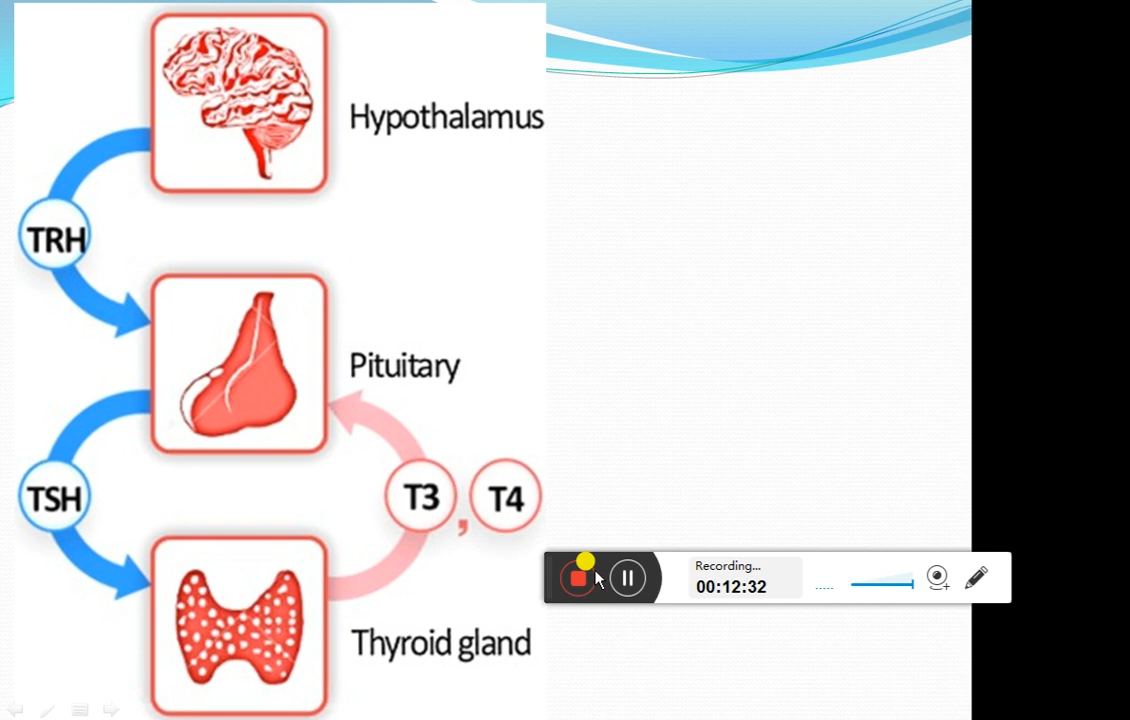 Hypothalamus
TRH
Pituitary
TSH
T3 , T4
Recording...
00:12:32
Thyroid gland